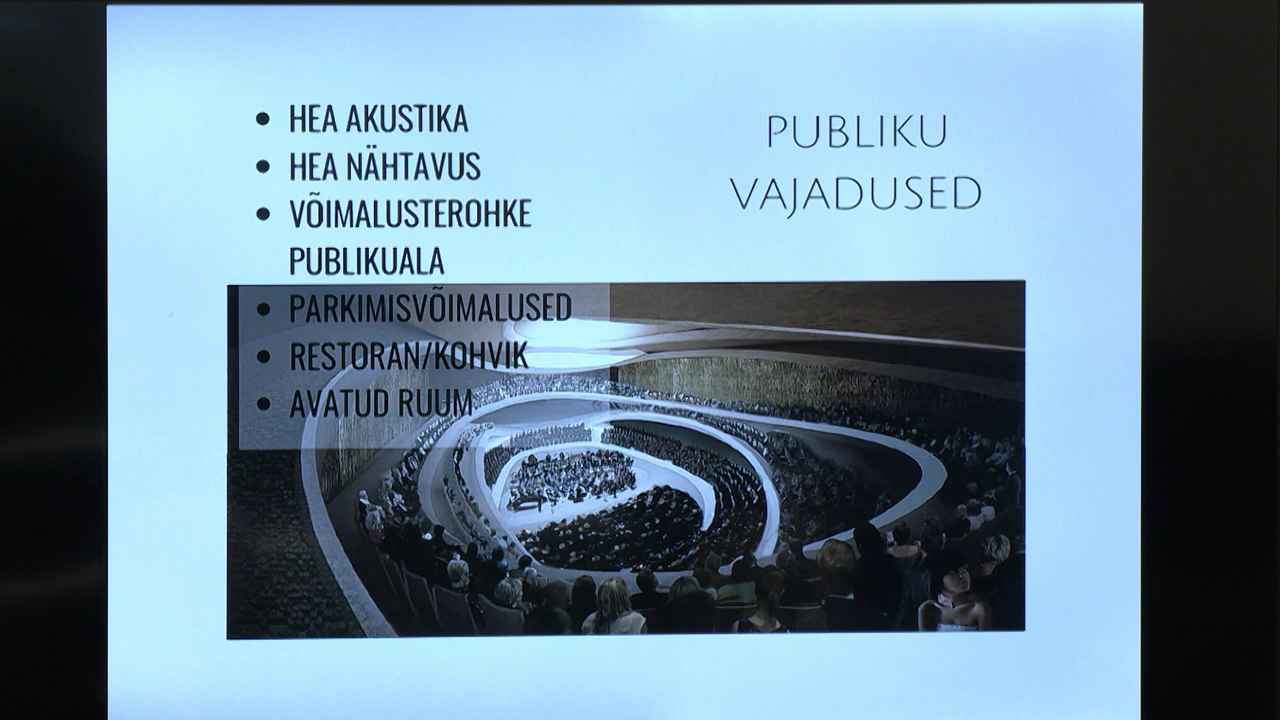 PUBLIKU
VAJADUSED
• HEA AKUSTIKA
• HEA NÄHTAVUS
• VÕIMALUSTEROHKE
PUBLIKUALA
• PARKIMISVÕIMALUSED
• RESTORAN/KOHVIK
• AVATUD RUUM